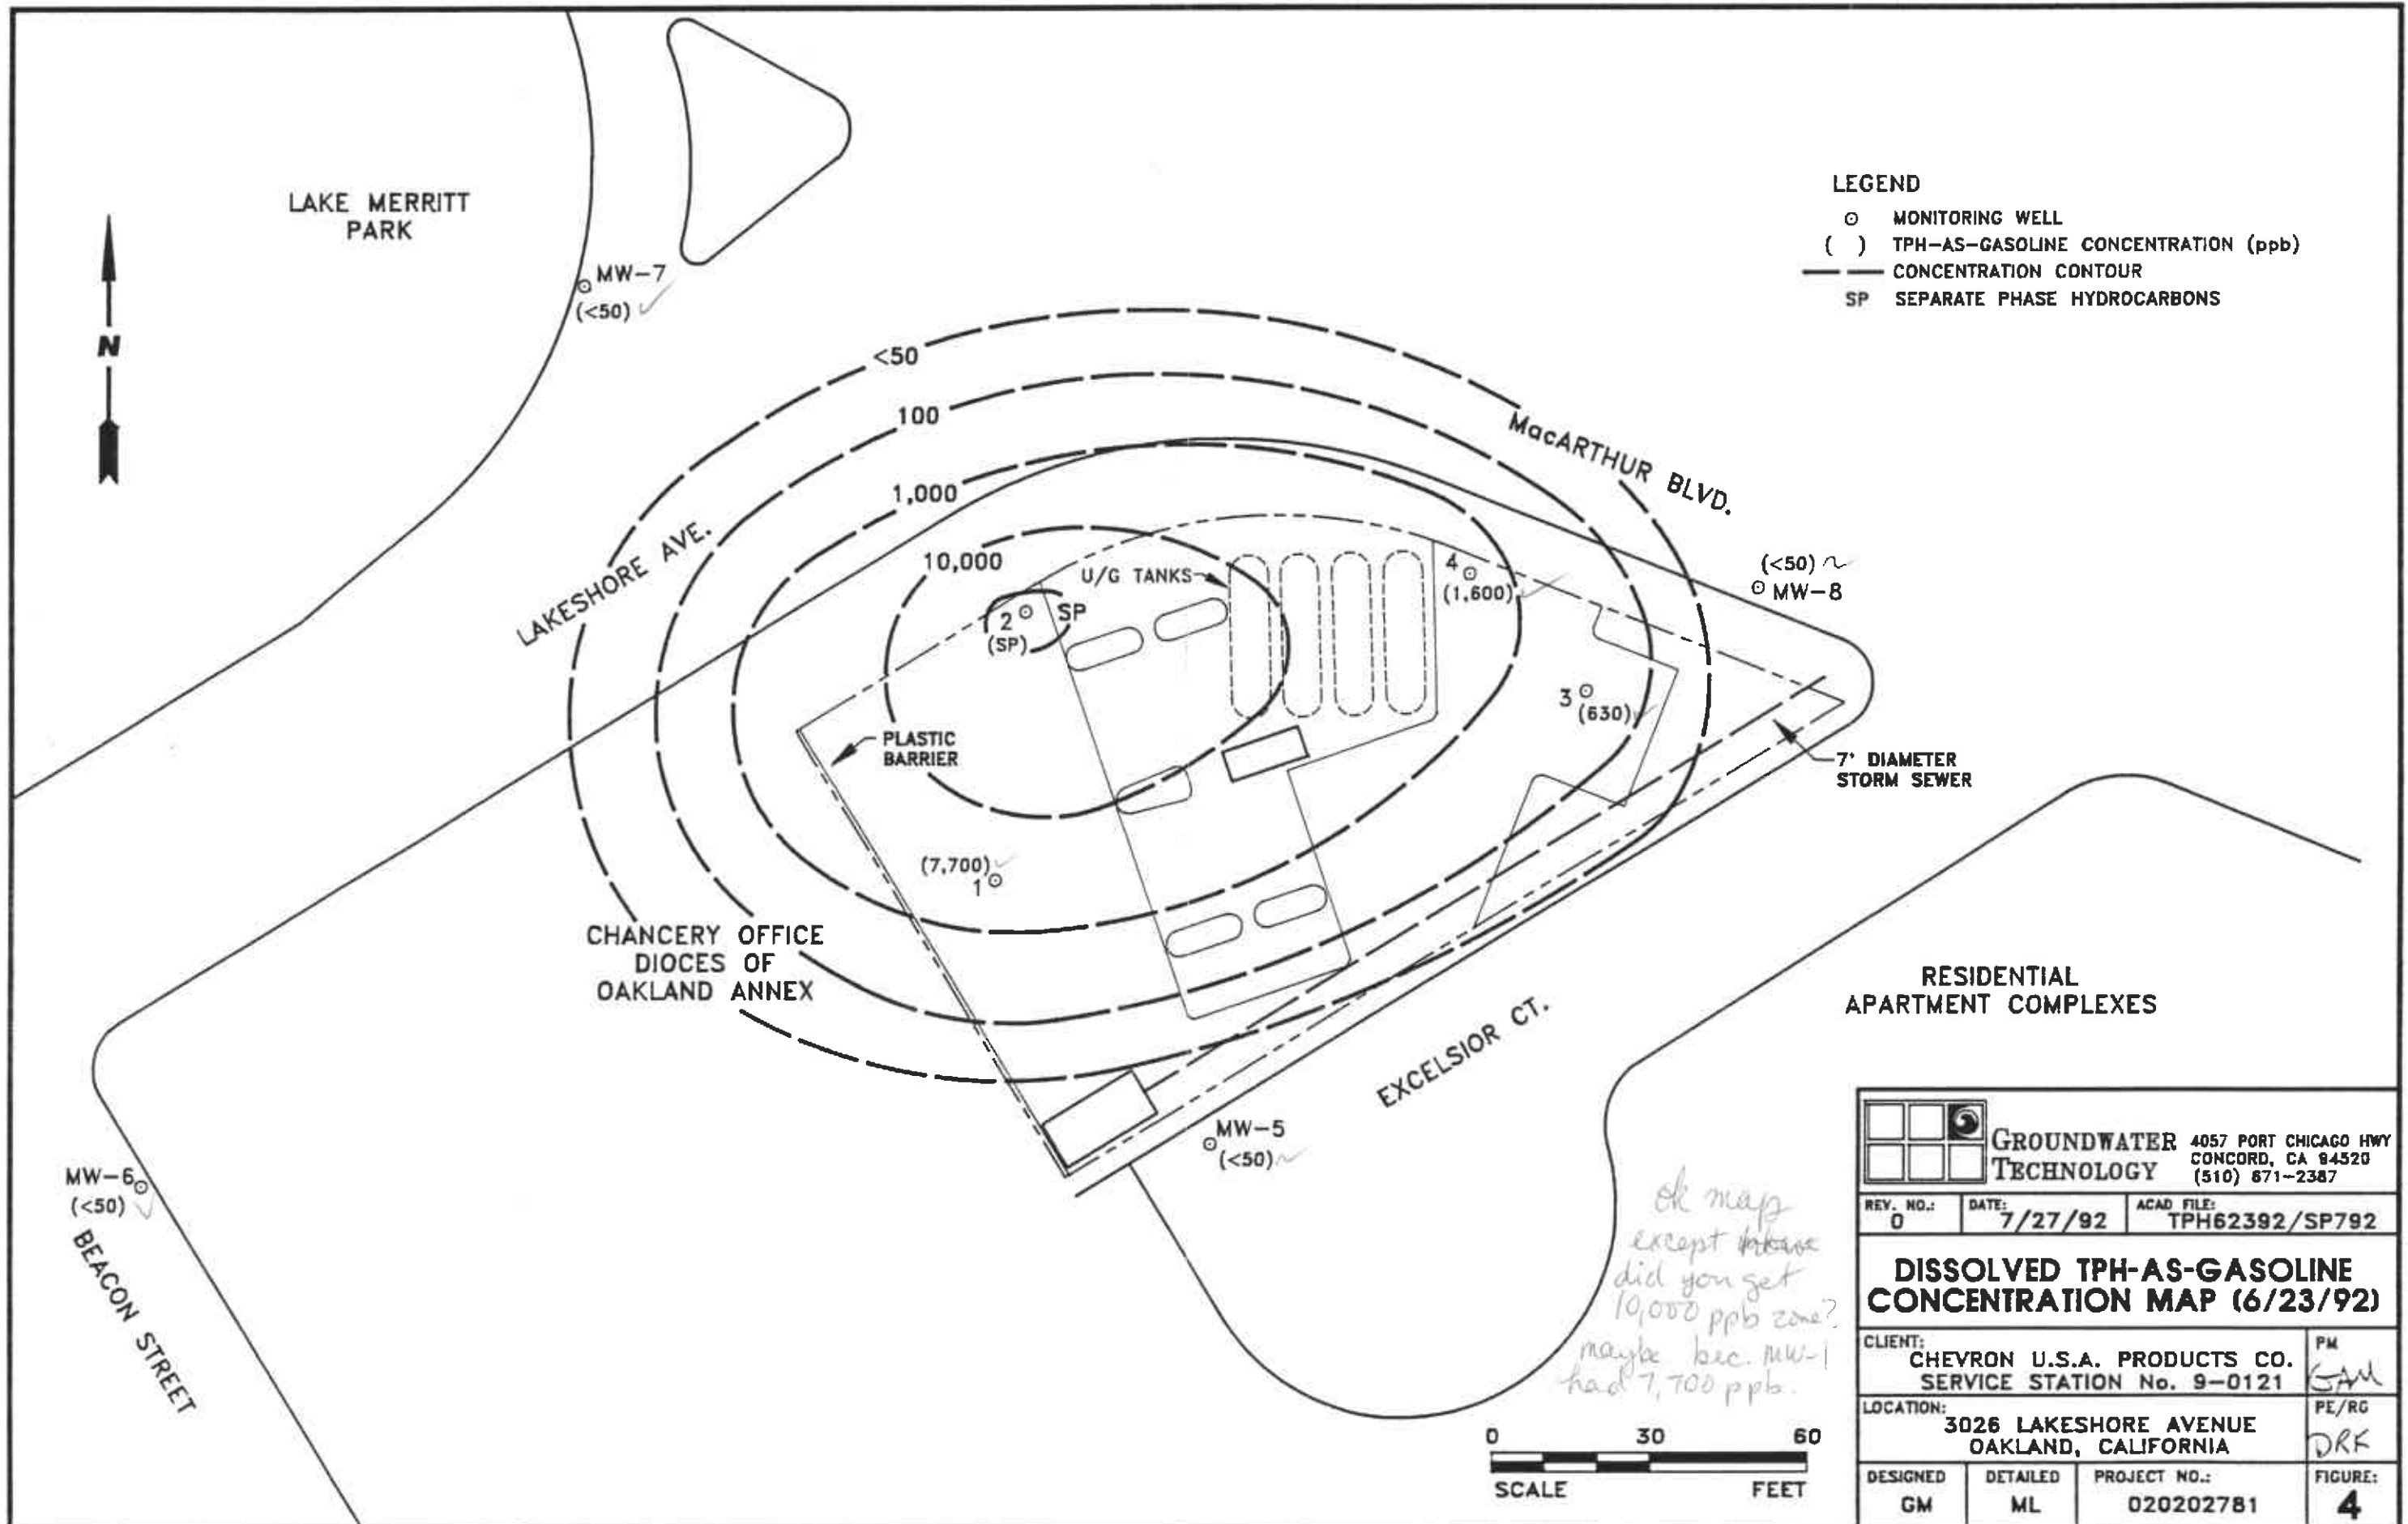 LAKE MERRITT
PARK
N
MW-7
(<50)
LEGEND
MONITORING WELL
( ) TPH-AS-GASOLINE CONCENTRATION (ppb)
CONCENTRATION CONTOUR
SP SEPARATE PHASE HYDROCARBONS
<50
100
1,000
10,000
MacARTHUR BLVD.
LAKESHORE AVE.
U/G TANKS
4
(1,600)
(<50)
MW-8
2
SP
(SP)
3
(630)
PLASTIC
BARRIER
7' DIAMETER
STORM SEWER
(7,700)
1
CHANCERY OFFICE
DIOCES OF
OAKLAND ANNEX
RESIDENTIAL
APARTMENT COMPLEXES
EXCELSIOR CT.
MW-5
(<50)
MW-6
(<50)
BEACON STREET
ok map
except
did you get
10,000 ppb zone?
maybe bec. MW-1
had 7,700 ppb.
0 30 60
SCALE FEET
GROUNDWATER
TECHNOLOGY
4057 PORT CHICAGO HWY
CONCORD, CA 94520
(510) 671-2387
REV. NO.:
0
DATE:
7/27/92
ACAD FILE:
TPH62392/SP792
DISSOLVED TPH-AS-GASOLINE
CONCENTRATION MAP (6/23/92)
CLIENT:
CHEVRON U.S.A. PRODUCTS CO.
SERVICE STATION No. 9-0121
PM
GAM
LOCATION:
3026 LAKESHORE AVENUE
OAKLAND, CALIFORNIA
PE/RG
DRK
DESIGNED
GM
DETAILED
ML
PROJECT NO.:
020202781
FIGURE:
4